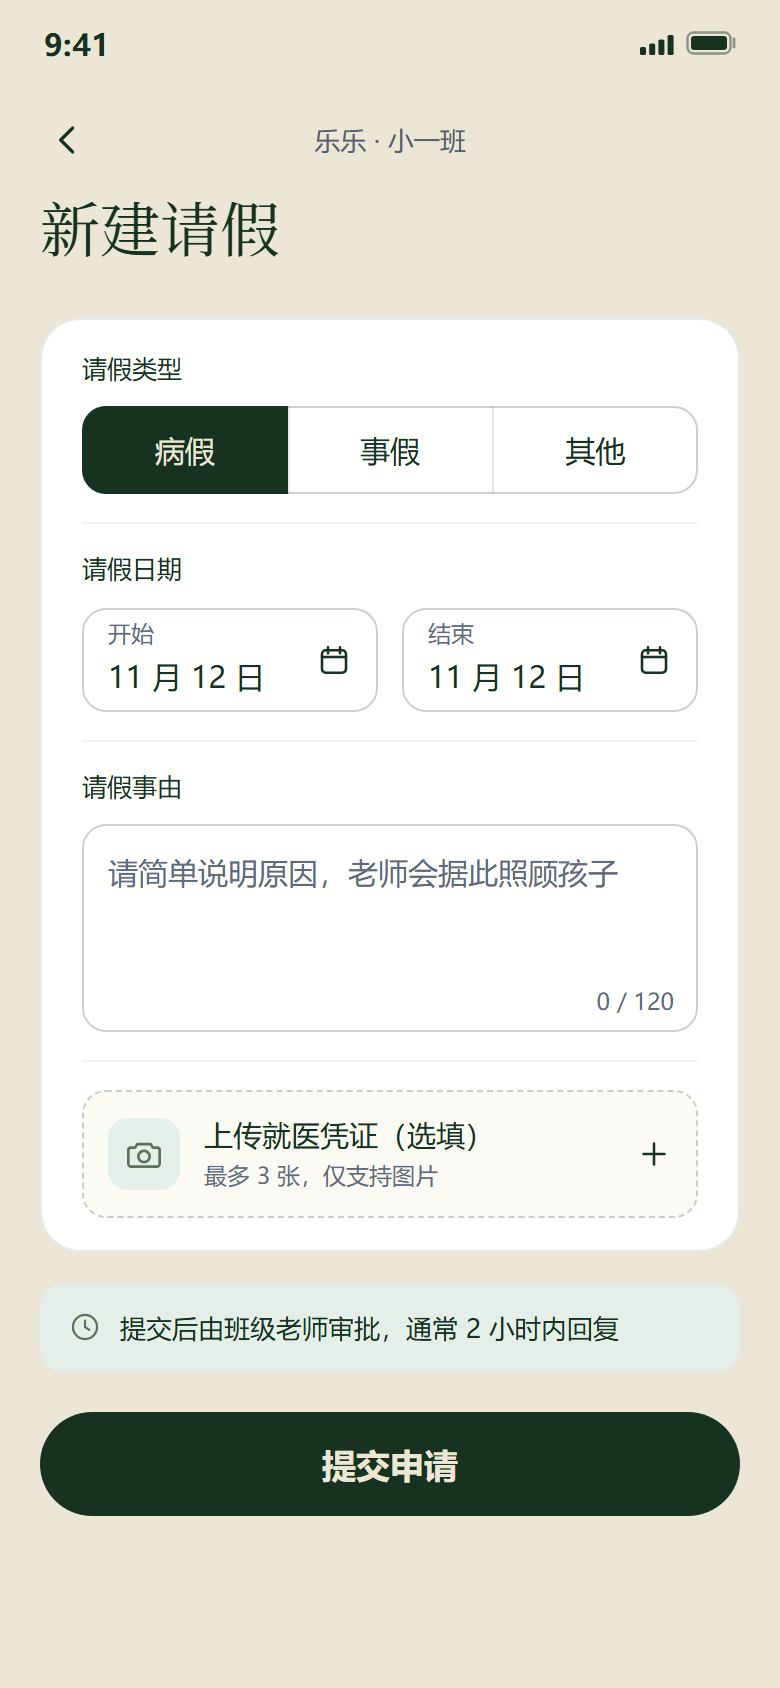 9:41
乐乐 · 小一班
新建请假
请假类型
病假 事假 其他
请假日期
开始 结束
11 月 12 日 11 月 12 日
请假事由
请简单说明原因，老师会据此照顾孩子
0 / 120
上传就医凭证（选填）
最多 3 张，仅支持图片
提交后由班级老师审批，通常 2 小时内回复
提交申请